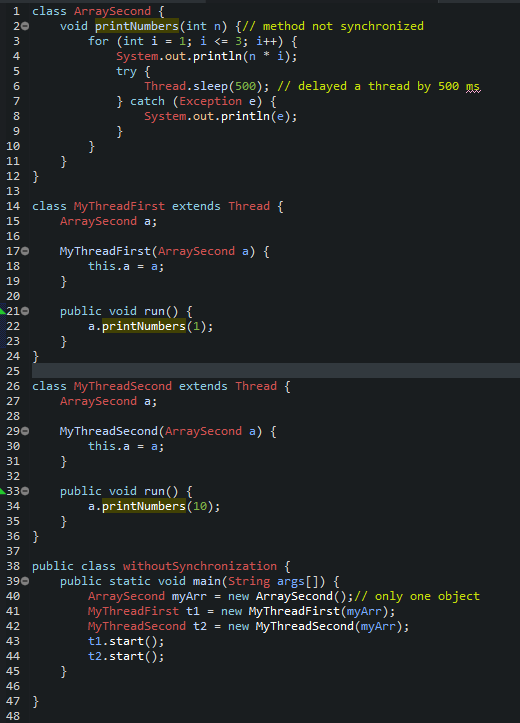 1 class ArraySecond {
2 void printNumbers(int n) {// method not synchronized
3 for (int i = 1; i <= 3; i++) {
4 System.out.println(n * i);
5 try {
6 Thread.sleep(500); // delayed a thread by 500 ms
7 } catch (Exception e) {
8 System.out.println(e);
9 }
10 }
11 }
12 }
13
14 class MyThreadFirst extends Thread {
15 ArraySecond a;
16
17 MyThreadFirst(ArraySecond a) {
18 this.a = a;
19 }
20
21 public void run() {
22 a.printNumbers(1);
23 }
24 }
25
26 class MyThreadSecond extends Thread {
27 ArraySecond a;
28
29 MyThreadSecond(ArraySecond a) {
30 this.a = a;
31 }
32
33 public void run() {
34 a.printNumbers(10);
35 }
36 }
37
38 public class withoutSynchronization {
39 public static void main(String args[]) {
40 ArraySecond myArr = new ArraySecond();// only one object
41 MyThreadFirst t1 = new MyThreadFirst(myArr);
42 MyThreadSecond t2 = new MyThreadSecond(myArr);
43 t1.start();
44 t2.start();
45 }
46
47 }
48